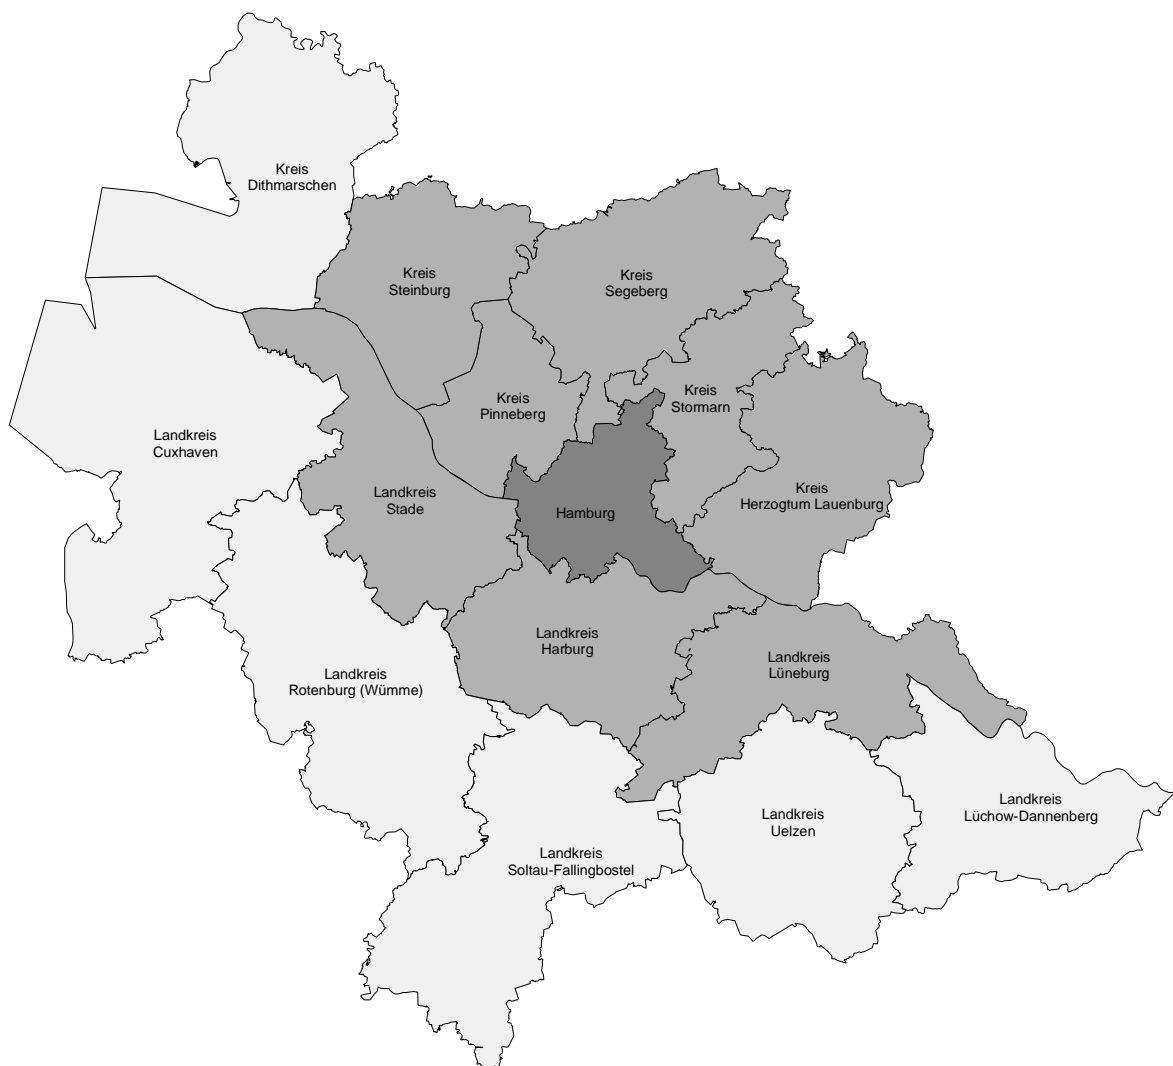 Kreis
Dithmarschen
Kreis
Steinburg
Kreis
Segeberg
Kreis
Pinneberg
Kreis
Stormarn
Landkreis
Cuxhaven
Landkreis
Stade
Hamburg
Kreis
Herzogtum Lauenburg
Landkreis
Harburg
Landkreis
Lüneburg
Landkreis
Rotenburg (Wümme)
Landkreis
Lüchow-Dannenberg
Landkreis
Uelzen
Landkreis
Soltau-Fallingbostel